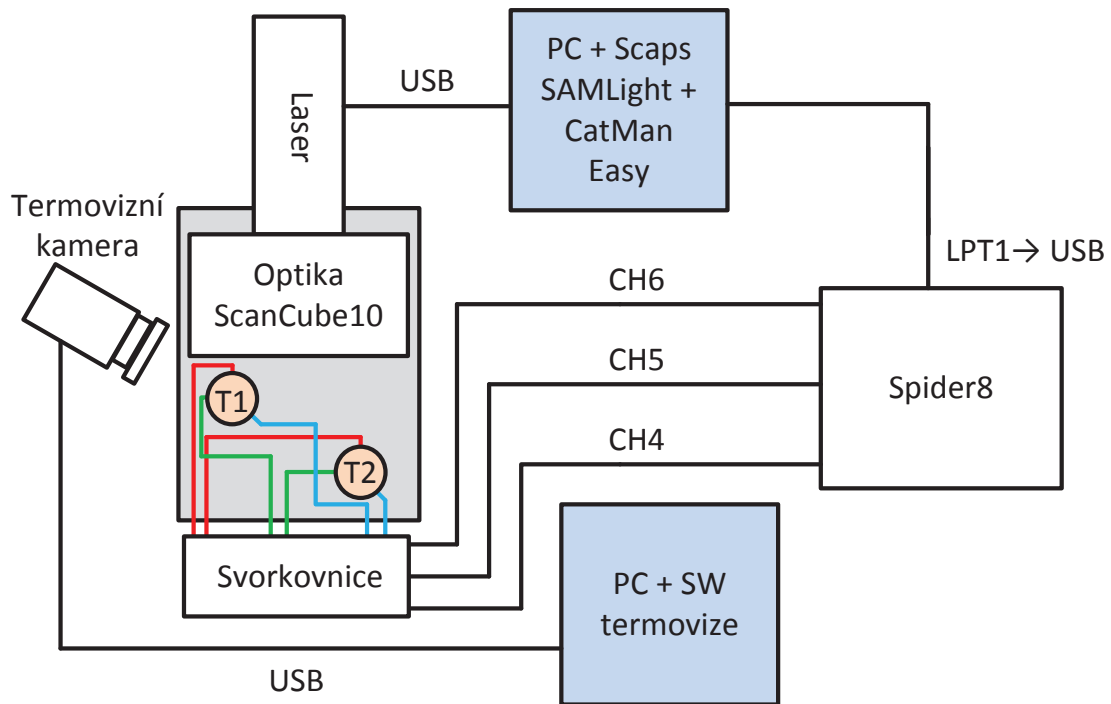 PC + Scaps
SAMLight +
CatMan
Easy
USB
Laser
Termovizní
kamera
Optika
ScanCube10
LPT1→ USB
CH6
CH5
CH4
Spider8
T1
T2
Svorkovnice
PC + SW
termovize
USB